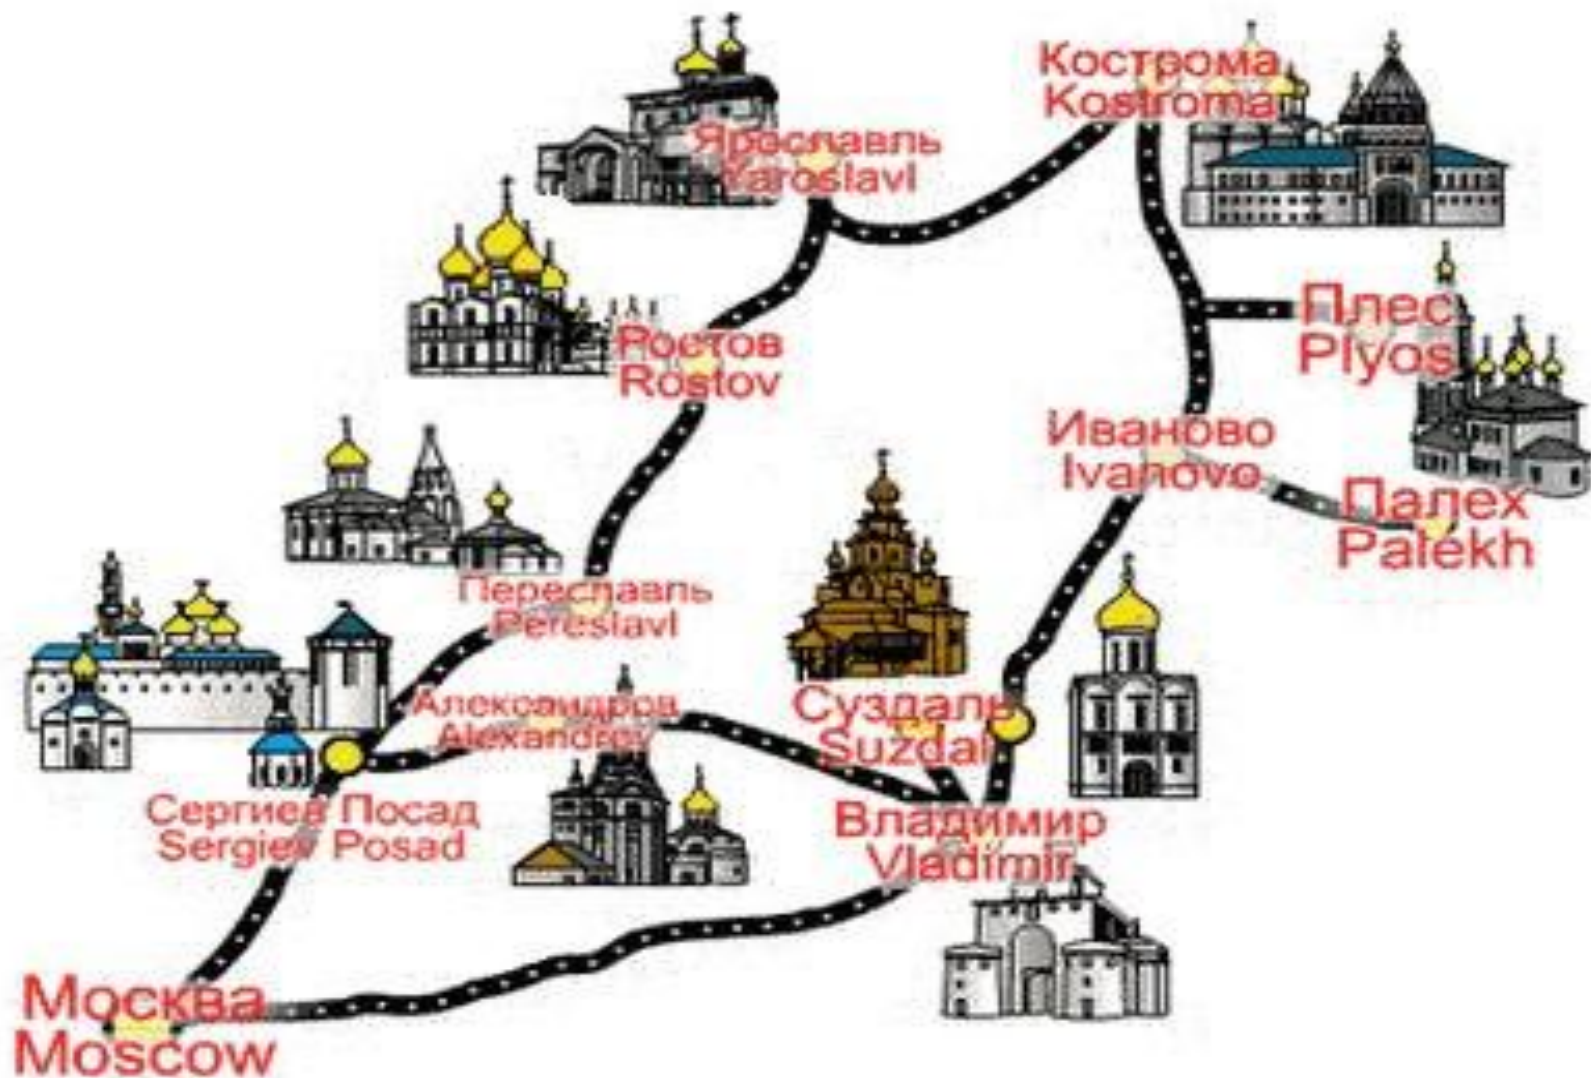 Кострома
Kostroma
Ярославль
Yaroslavl
Плес
Plyos
Ростов
Rostov
Иваново
Ivanovo
Палех
Palekh
Переславль
Pereslavl
Александров
Alexandrov
Суздаль
Suzdal
Сергиев Посад
Sergiev Posad
Владимир
Vladimir
Москва
Moscow